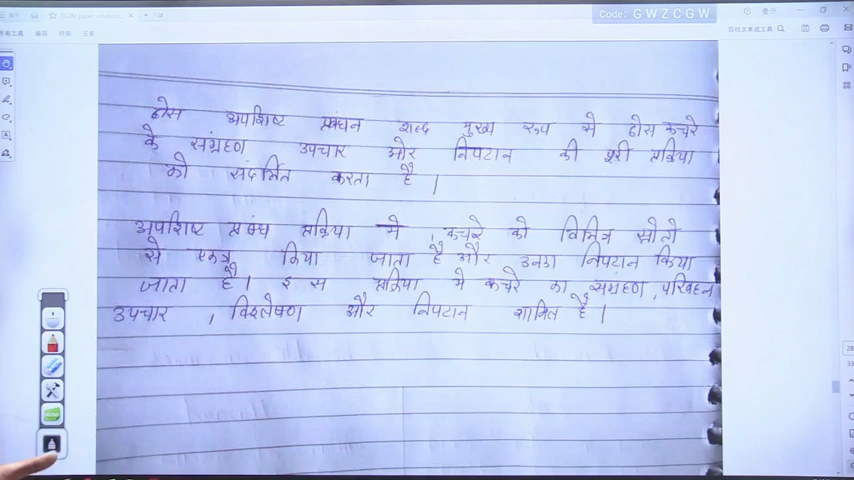 Code: G W Z C G W
ठोस अपशिष्ट प्रबंधन शब्द मुख्य रूप से ठोस कचरे
के संग्रहण उपचार और निपटान की पूरी प्रक्रिया
को संदर्भित करता है |
अपशिष्ट प्रबंध प्रक्रिया मे , कचरे को विभिन्न स्रोतो
से एकत्र किया जाता है और उनका निपटान किया
जाता है | इ स प्रक्रिया मे कचरे का संग्रहण , परिवहन
उपचार , विश्लेषण और निपटान शामिल है |